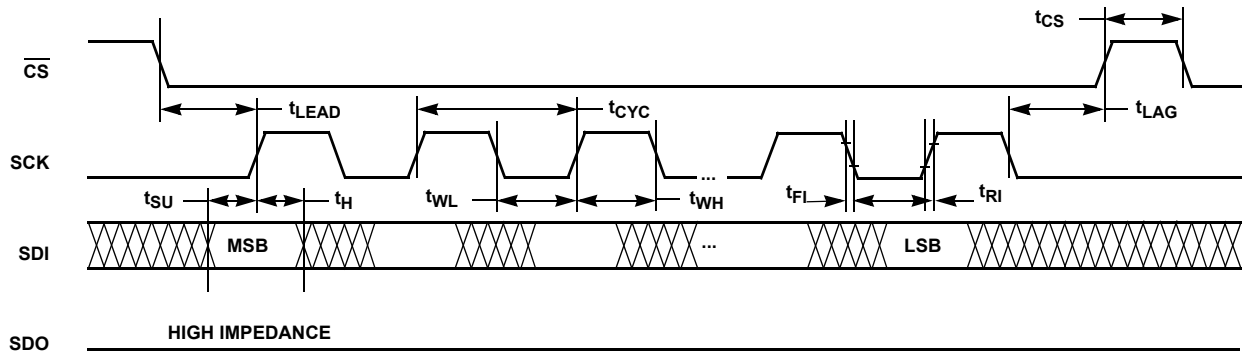 tCS
CS
tLEAD
tCYC
tLAG
SCK
...
tSU
tH
tWL
tWH
tFI
tRI
SDI
MSB
...
LSB
HIGH IMPEDANCE
SDO